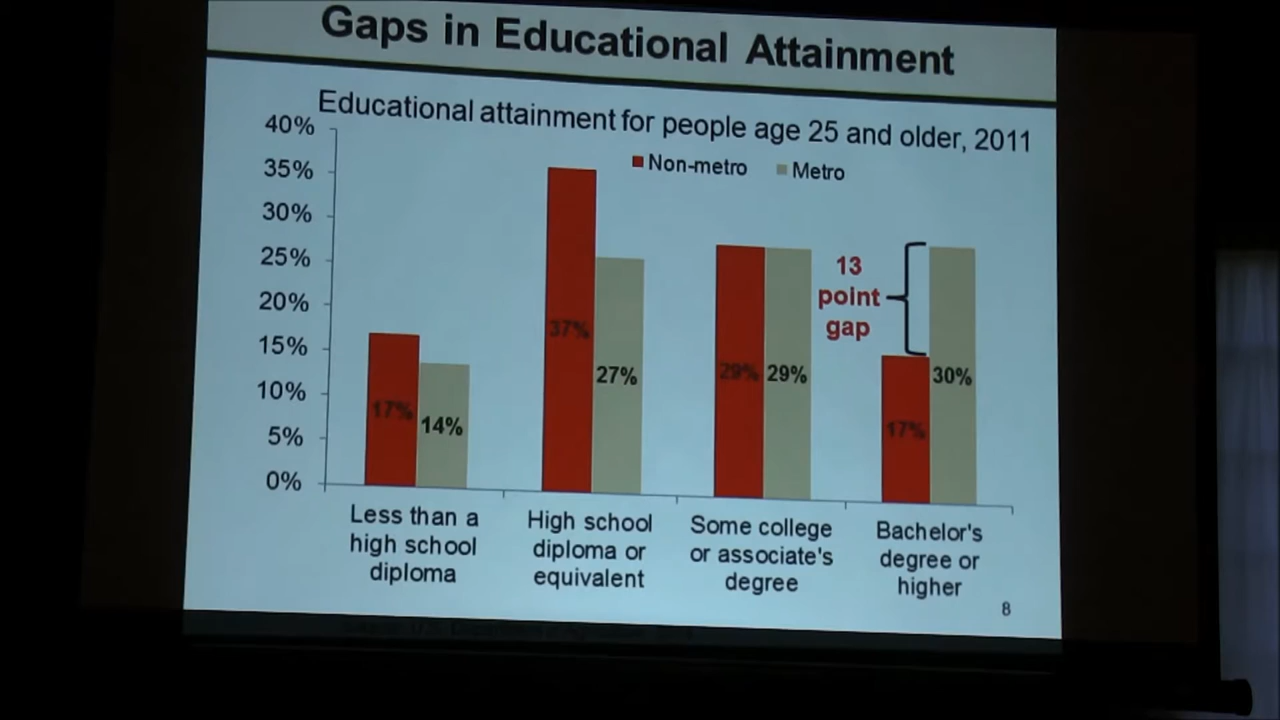 Gaps in Educational Attainment
Educational attainment for people age 25 and older, 2011
Non-metro Metro
40%
35%
30%
25%
20%
15%
10%
5%
0%
17% 14%
37% 27%
29% 29%
17% 30%
13
point
gap
Less than a
high school
diploma
High school
diploma or
equivalent
Some college
or associate's
degree
Bachelor's
degree or
higher
8